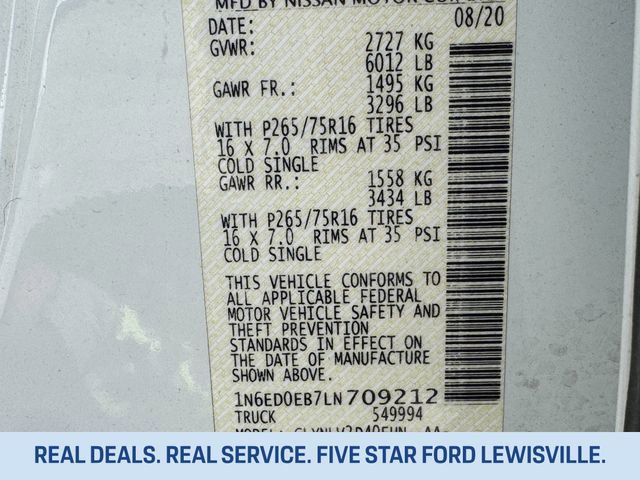 MFD BY NISSAN MOTOR
DATE: 08/20
GVWR: 2727 KG
6012 LB
GAWR FR.: 1495 KG
3296 LB
WITH P265/75R16 TIRES
16 X 7.0 RIMS AT 35 PSI
COLD SINGLE
GAWR RR.: 1558 KG
3434 LB
WITH P265/75R16 TIRES
16 X 7.0 RIMS AT 35 PSI
COLD SINGLE
THIS VEHICLE CONFORMS TO
ALL APPLICABLE FEDERAL
MOTOR VEHICLE SAFETY AND
THEFT PREVENTION
STANDARDS IN EFFECT ON
THE DATE OF MANUFACTURE
SHOWN ABOVE.
1N6ED0EB7LN709212
TRUCK 549994
REAL DEALS. REAL SERVICE. FIVE STAR FORD LEWISVILLE.